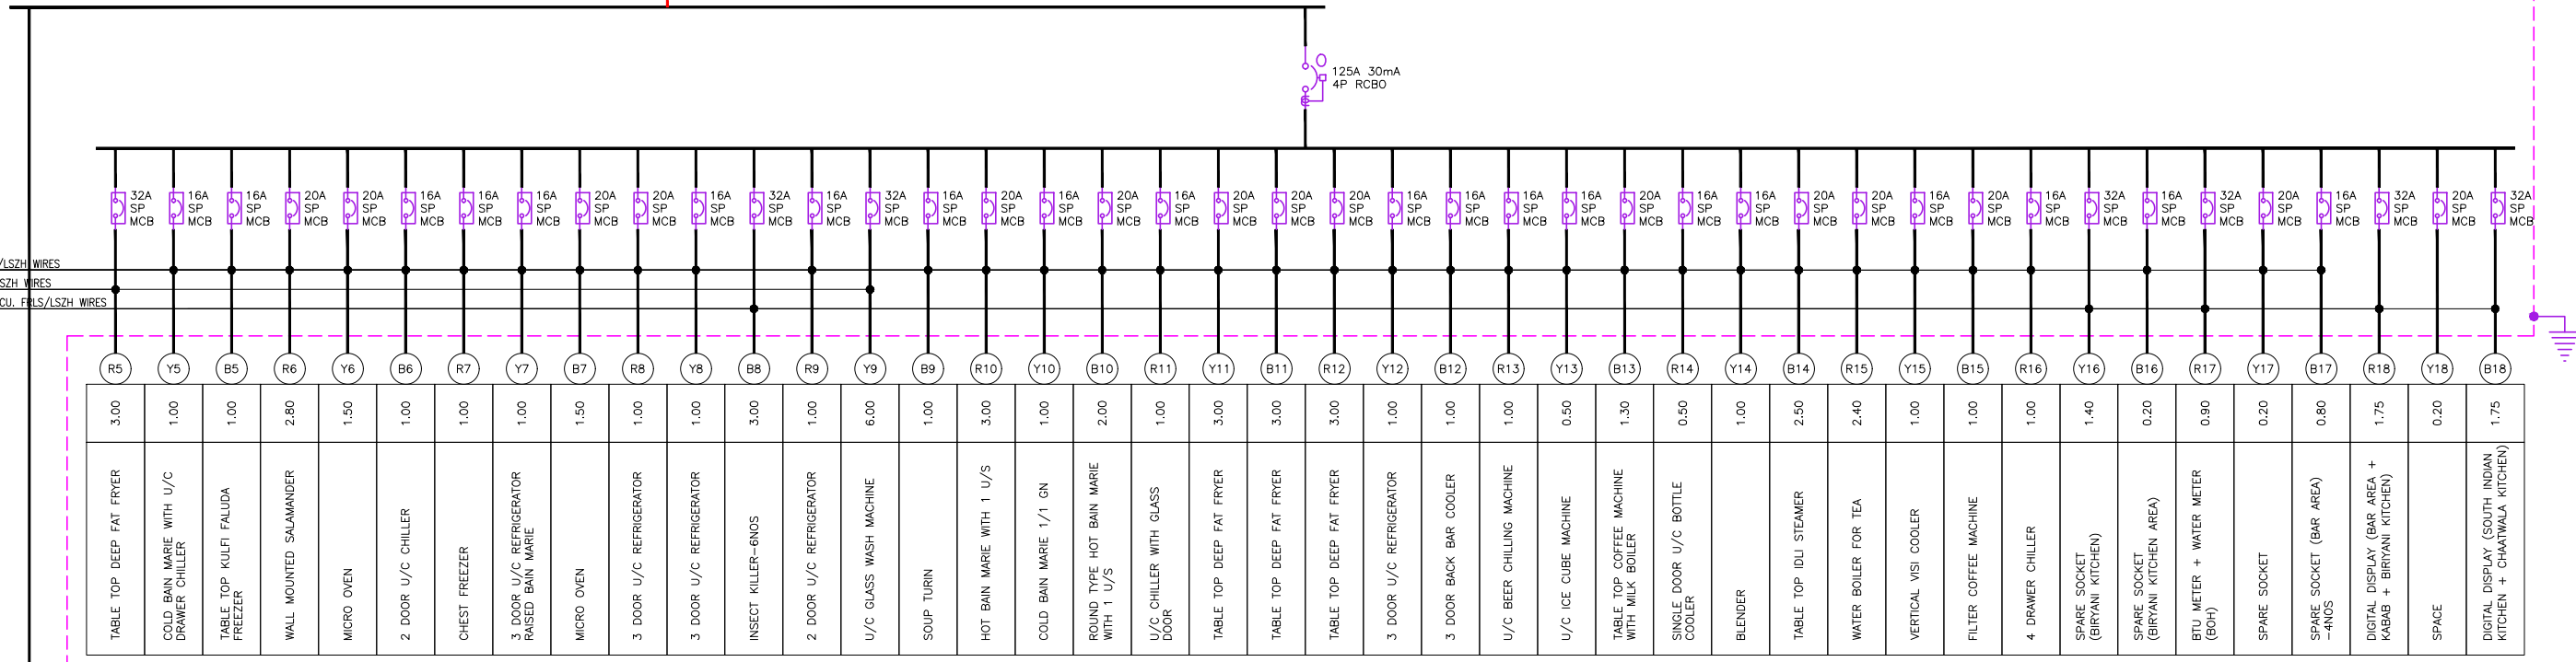 125A 30mA
4P RCBO
32A SP MCB
16A SP MCB
16A SP MCB
20A SP MCB
20A SP MCB
16A SP MCB
16A SP MCB
16A SP MCB
20A SP MCB
20A SP MCB
16A SP MCB
32A SP MCB
16A SP MCB
32A SP MCB
16A SP MCB
20A SP MCB
16A SP MCB
20A SP MCB
16A SP MCB
20A SP MCB
20A SP MCB
20A SP MCB
16A SP MCB
16A SP MCB
16A SP MCB
16A SP MCB
20A SP MCB
16A SP MCB
16A SP MCB
20A SP MCB
20A SP MCB
16A SP MCB
20A SP MCB
16A SP MCB
32A SP MCB
16A SP MCB
32A SP MCB
20A SP MCB
16A SP MCB
32A SP MCB
20A SP MCB
32A SP MCB
/LSZH WIRES
SZH WIRES
CU. FRLS/LSZH WIRES
R5 Y5 B5 R6 Y6 B6 R7 Y7 B7 R8 Y8 B8 R9 Y9 B9 R10 Y10 B10 R11 Y11 B11 R12 Y12 B12 R13 Y13 B13 R14 Y14 B14 R15 Y15 B15 R16 Y16 B16 R17 Y17 B17 R18 Y18 B18
3.00 1.00 1.00 2.80 1.50 1.00 1.00 1.00 1.50 1.00 1.00 3.00 1.00 6.00 1.00 3.00 1.00 2.00 1.00 3.00 3.00 3.00 1.00 1.00 1.00 0.50 1.30 0.50 1.00 2.50 2.40 1.00 1.00 1.00 1.40 0.20 0.90 0.20 0.80 1.75 0.20 1.75
TABLE TOP DEEP FAT FRYER
COLD BAIN MARIE WITH U/C
DRAWER CHILLER
TABLE TOP KULFI FALUDA
FREEZER
WALL MOUNTED SALAMANDER
MICRO OVEN
2 DOOR U/C CHILLER
CHEST FREEZER
3 DOOR U/C REFRIGERATOR
RAISED BAIN MARIE
MICRO OVEN
3 DOOR U/C REFRIGERATOR
3 DOOR U/C REFRIGERATOR
INSECT KILLER-6NOS
2 DOOR U/C REFRIGERATOR
U/C GLASS WASH MACHINE
SOUP TURIN
HOT BAIN MARIE WITH 1 U/S
COLD BAIN MARIE 1/1 GN
ROUND TYPE HOT BAIN MARIE
WITH 1 U/S
U/C CHILLER WITH GLASS
DOOR
TABLE TOP DEEP FAT FRYER
TABLE TOP DEEP FAT FRYER
TABLE TOP DEEP FAT FRYER
3 DOOR U/C REFRIGERATOR
3 DOOR BACK BAR COOLER
U/C BEER CHILLING MACHINE
U/C ICE CUBE MACHINE
TABLE TOP COFFEE MACHINE
WITH MILK BOILER
SINGLE DOOR U/C BOTTLE
COOLER
BLENDER
TABLE TOP IDLI STEAMER
WATER BOILER FOR TEA
VERTICAL VISI COOLER
FILTER COFFEE MACHINE
4 DRAWER CHILLER
SPARE SOCKET
(BIRYANI KITCHEN)
SPARE SOCKET
(BIRYANI KITCHEN AREA)
BTU METER + WATER METER
(BOH)
SPARE SOCKET
SPARE SOCKET (BAR AREA)
-4NOS
DIGITAL DISPLAY (BAR AREA +
KABAB + BIRIYANI KITCHEN)
SPACE
DIGITAL DISPLAY (SOUTH INDIAN
KITCHEN + CHAATWALA KITCHEN)